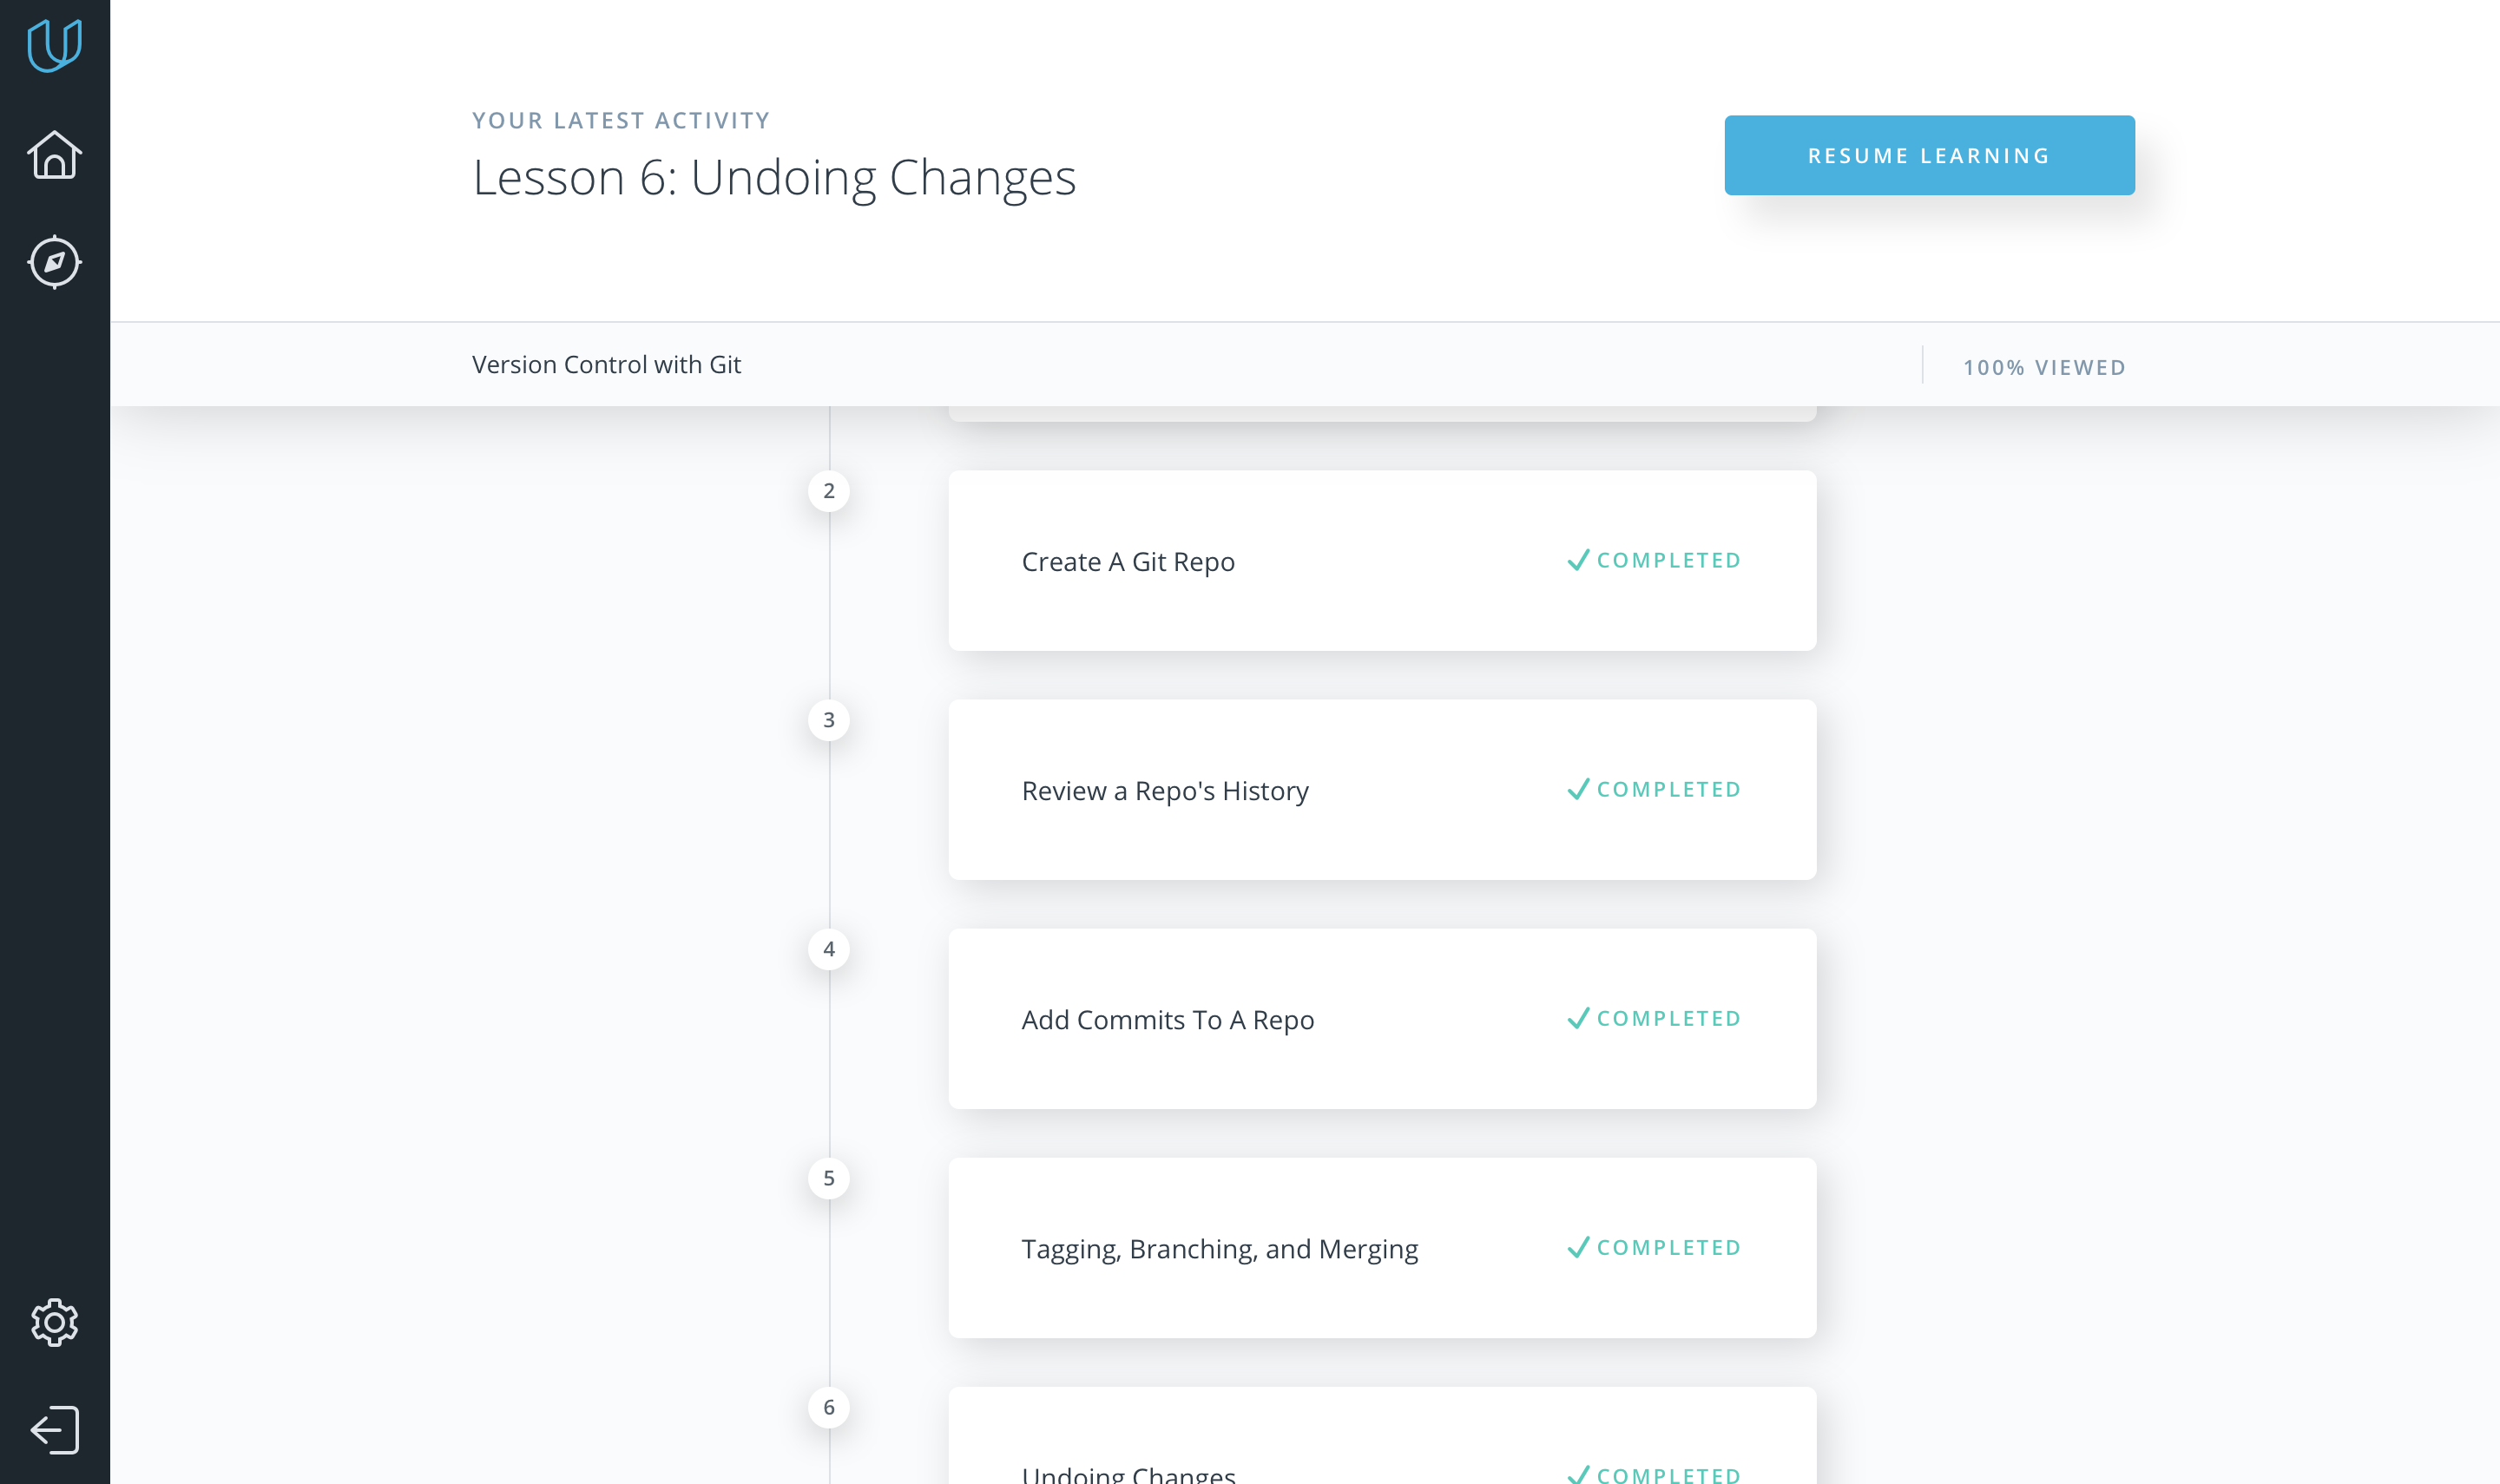 YOUR LATEST ACTIVITY
Lesson 6: Undoing Changes
RESUME LEARNING
Version Control with Git
100% VIEWED
2
Create A Git Repo
COMPLETED
3
Review a Repo's History
COMPLETED
4
Add Commits To A Repo
COMPLETED
5
Tagging, Branching, and Merging
COMPLETED
6
Undoing Changes
COMPLETED